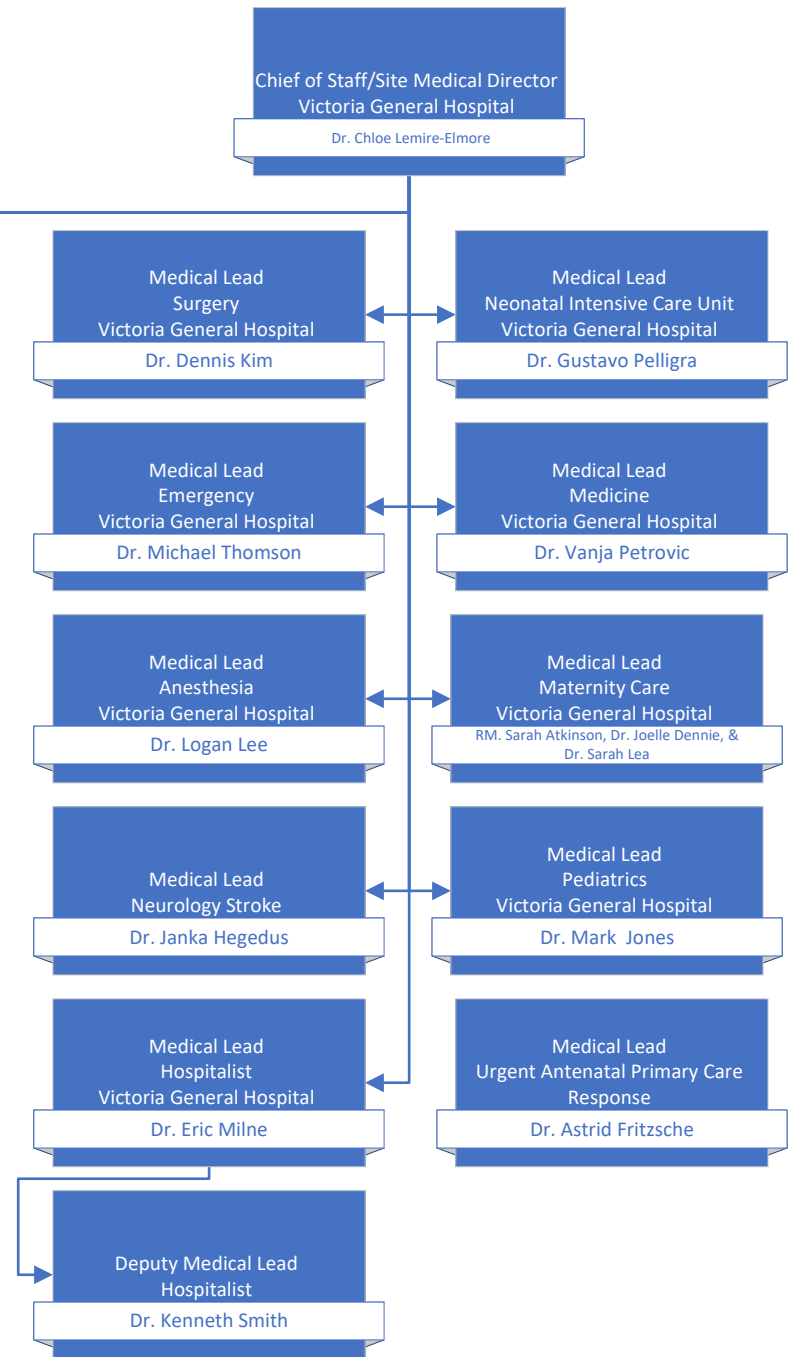 Chief of Staff/Site Medical Director
Victoria General Hospital
Dr. Chloe Lemire-Elmore
Medical Lead
Surgery
Victoria General Hospital
Dr. Dennis Kim
Medical Lead
Neonatal Intensive Care Unit
Victoria General Hospital
Dr. Gustavo Pelligra
Medical Lead
Emergency
Victoria General Hospital
Dr. Michael Thomson
Medical Lead
Medicine
Victoria General Hospital
Dr. Vanja Petrovic
Medical Lead
Anesthesia
Victoria General Hospital
Dr. Logan Lee
Medical Lead
Maternity Care
Victoria General Hospital
RM. Sarah Atkinson, Dr. Joelle Dennie, &
Dr. Sarah Lea
Medical Lead
Neurology Stroke
Dr. Janka Hegedus
Medical Lead
Pediatrics
Victoria General Hospital
Dr. Mark  Jones
Medical Lead
Hospitalist
Victoria General Hospital
Dr. Eric Milne
Medical Lead
Urgent Antenatal Primary Care
Response
Dr. Astrid Fritzsche
Deputy Medical Lead
Hospitalist
Dr. Kenneth Smith